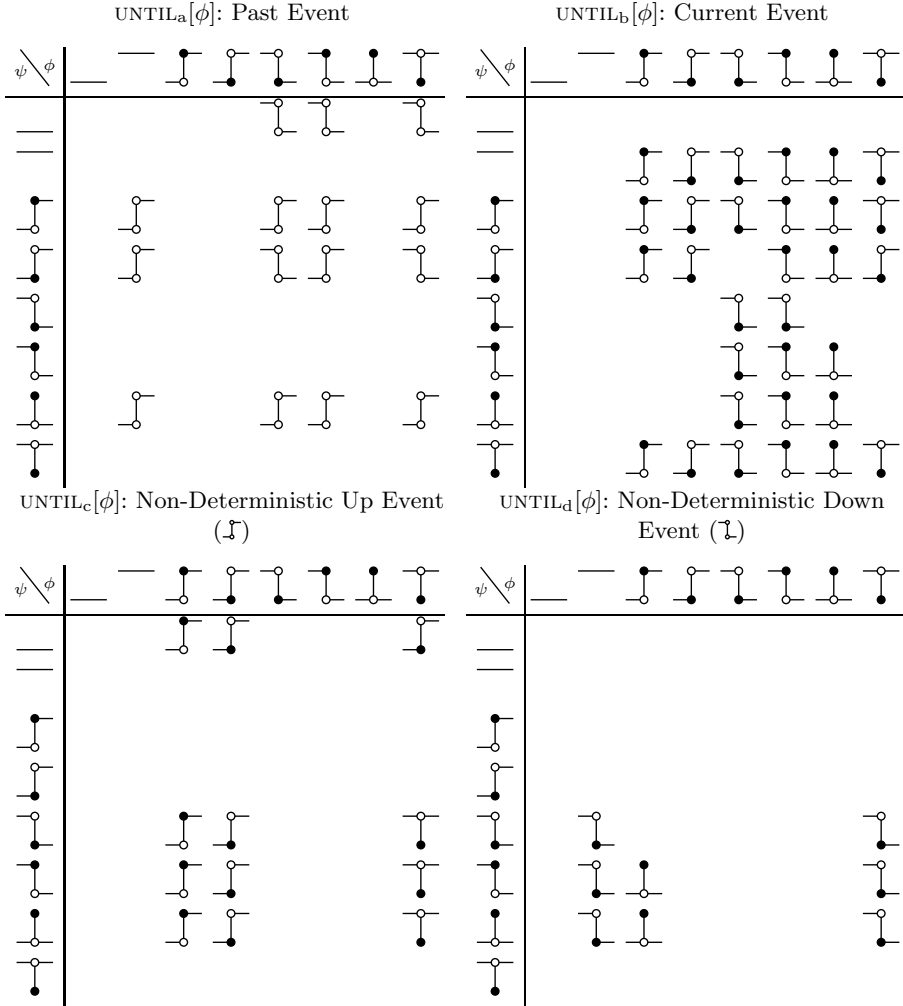 UNTILa[ϕ]: Past Event
UNTILb[ϕ]: Current Event
ψ ϕ
ψ ϕ
UNTILc[ϕ]: Non-Deterministic Up Event
( )
UNTILd[ϕ]: Non-Deterministic Down
Event ( )
ψ ϕ
ψ ϕ